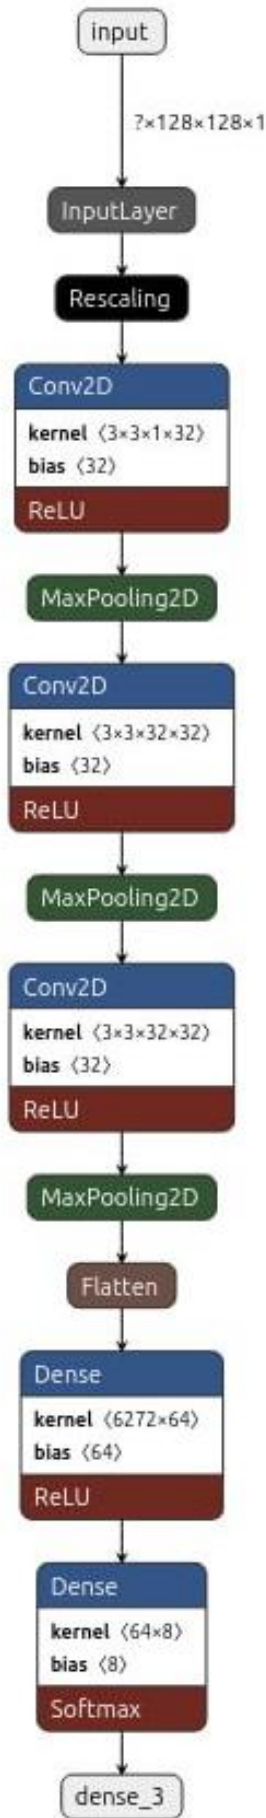 input
?×128×128×1
InputLayer
Rescaling
Conv2D
kernel ⟨3×3×1×32⟩
bias ⟨32⟩
ReLU
MaxPooling2D
Conv2D
kernel ⟨3×3×32×32⟩
bias ⟨32⟩
ReLU
MaxPooling2D
Conv2D
kernel ⟨3×3×32×32⟩
bias ⟨32⟩
ReLU
MaxPooling2D
Flatten
Dense
kernel ⟨6272×64⟩
bias ⟨64⟩
ReLU
Dense
kernel ⟨64×8⟩
bias ⟨8⟩
Softmax
dense_3